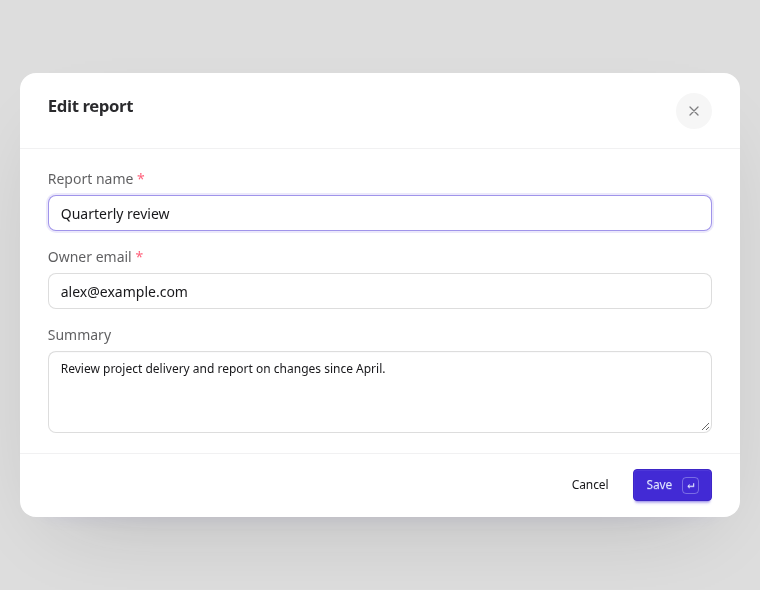 Edit report
Report name *
Quarterly review
Owner email *
alex@example.com
Summary
Review project delivery and report on changes since April.
Cancel
Save ↵